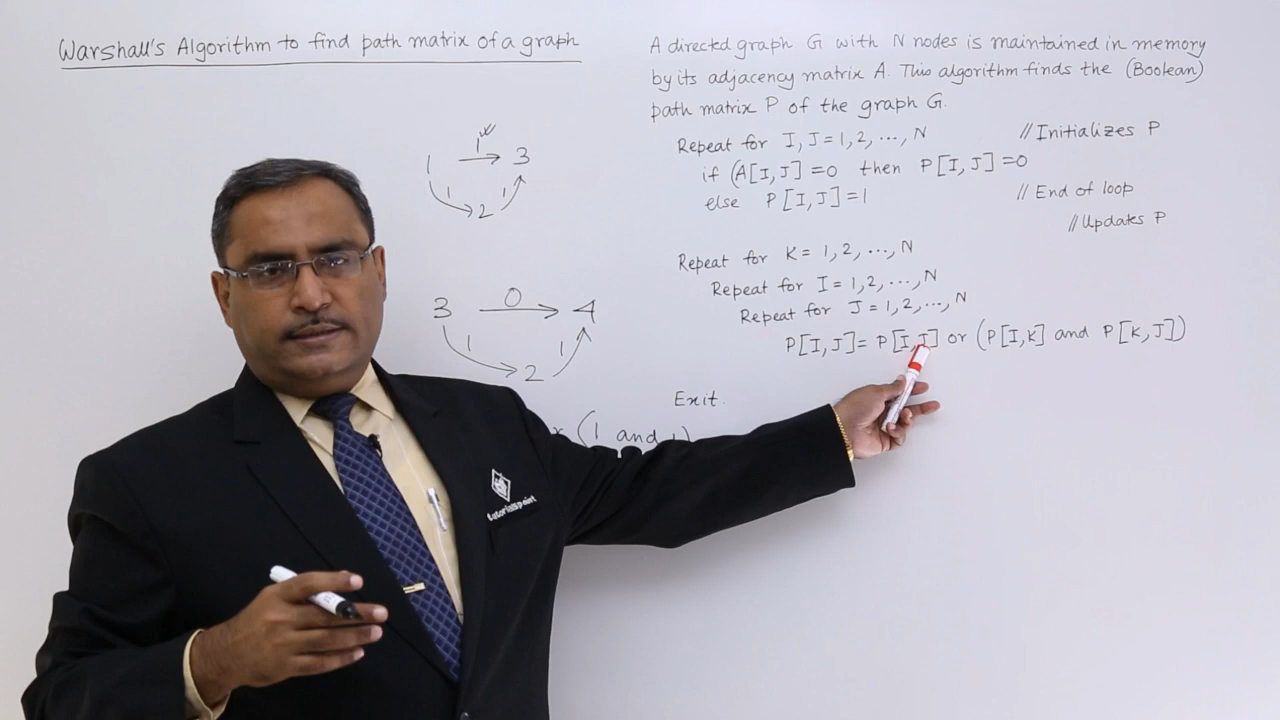 Warshall's Algorithm to find path matrix of a graph
1
1 → 3
1 1
2
0
3 → 4
1 1
2
(1 and 1)
A directed graph G with N nodes is maintained in memory
by its adjacency matrix A. This algorithm finds the (Boolean)
path matrix P of the graph G.
Repeat for I, J = 1, 2, ..., N //Initializes P
if (A[I, J] = 0 then P[I, J] = 0
else P[I, J] = 1 // End of loop
//Updates P
Repeat for K = 1, 2, ..., N
Repeat for I = 1, 2, ..., N
Repeat for J = 1, 2, ..., N
P[I, J] = P[I, J] or (P[I, K] and P[K, J])
Exit.
tutorialspoint